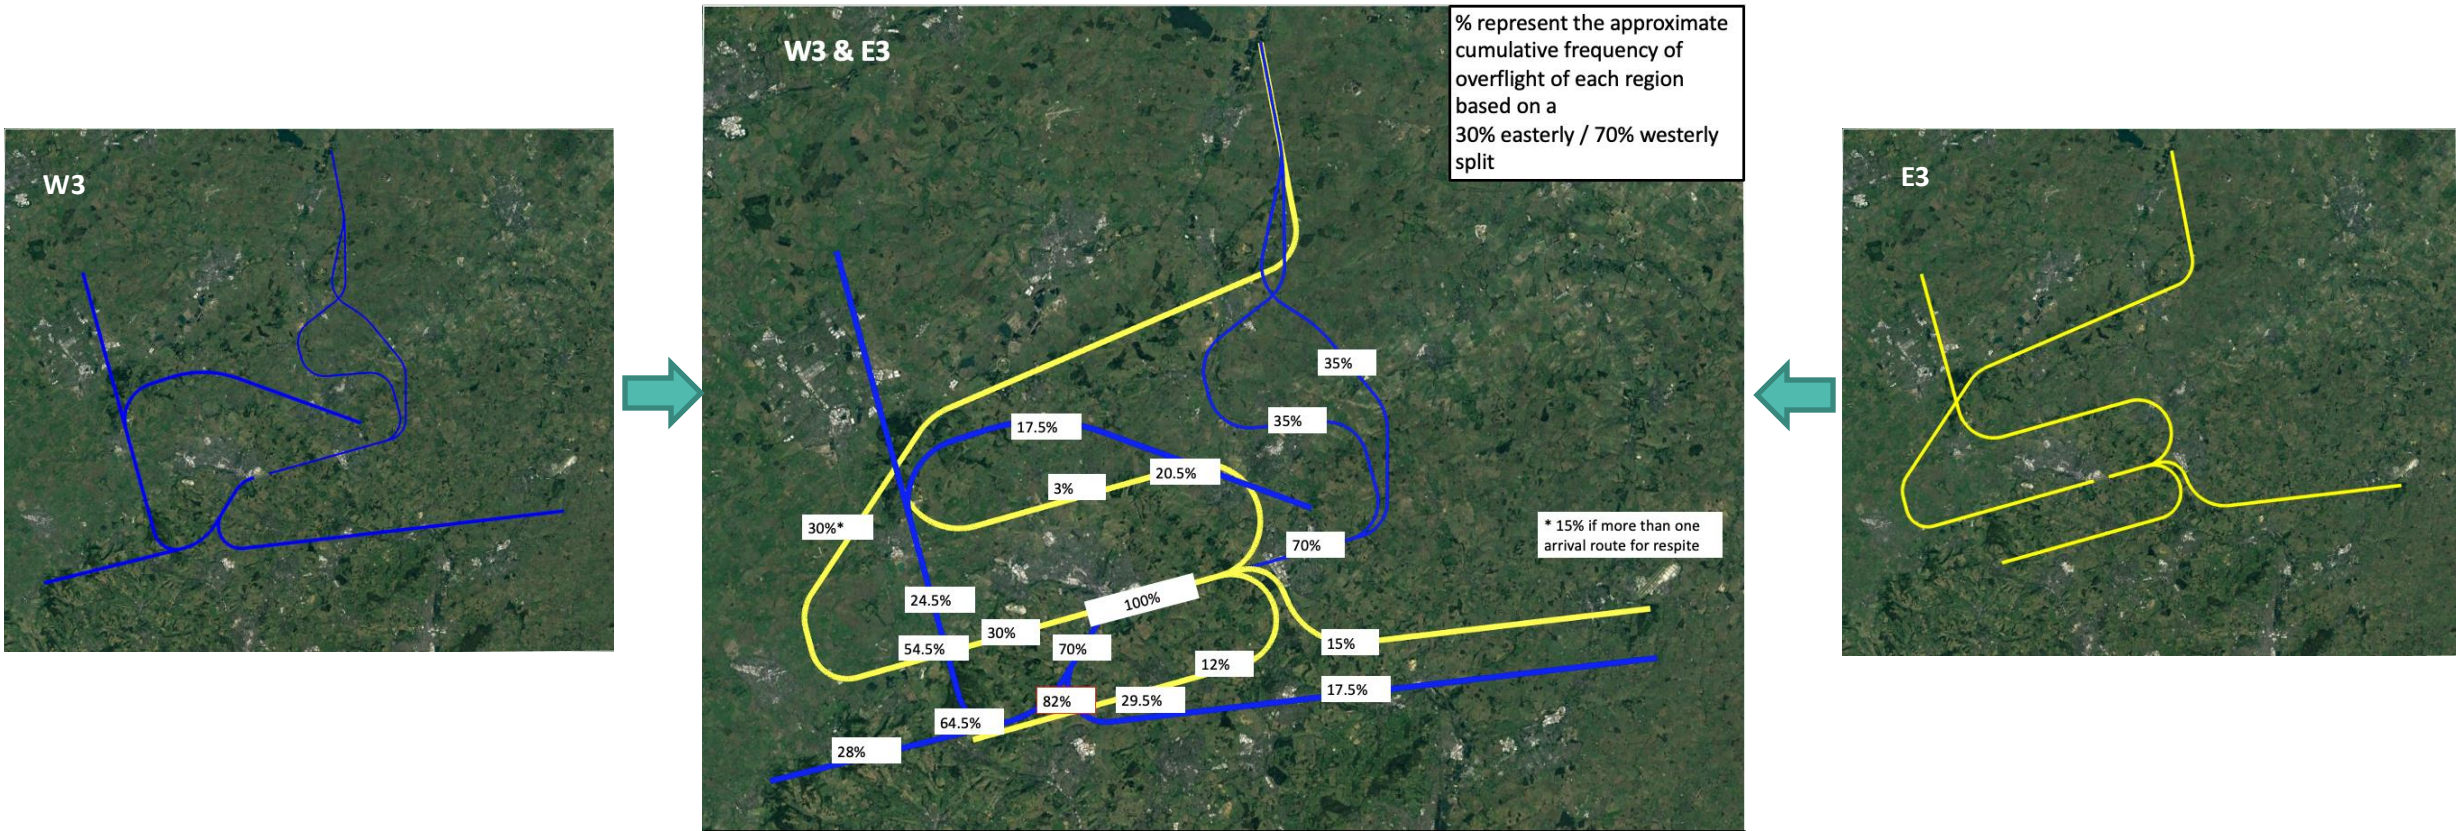 W3
W3 & E3
% represent the approximate
cumulative frequency of
overflight of each region
based on a
30% easterly / 70% westerly
split
E3
35%
35%
17.5%
20.5%
3%
30%*
* 15% if more than one
arrival route for respite
70%
24.5%
100%
30%
54.5%
70%
15%
12%
17.5%
82%
29.5%
64.5%
28%